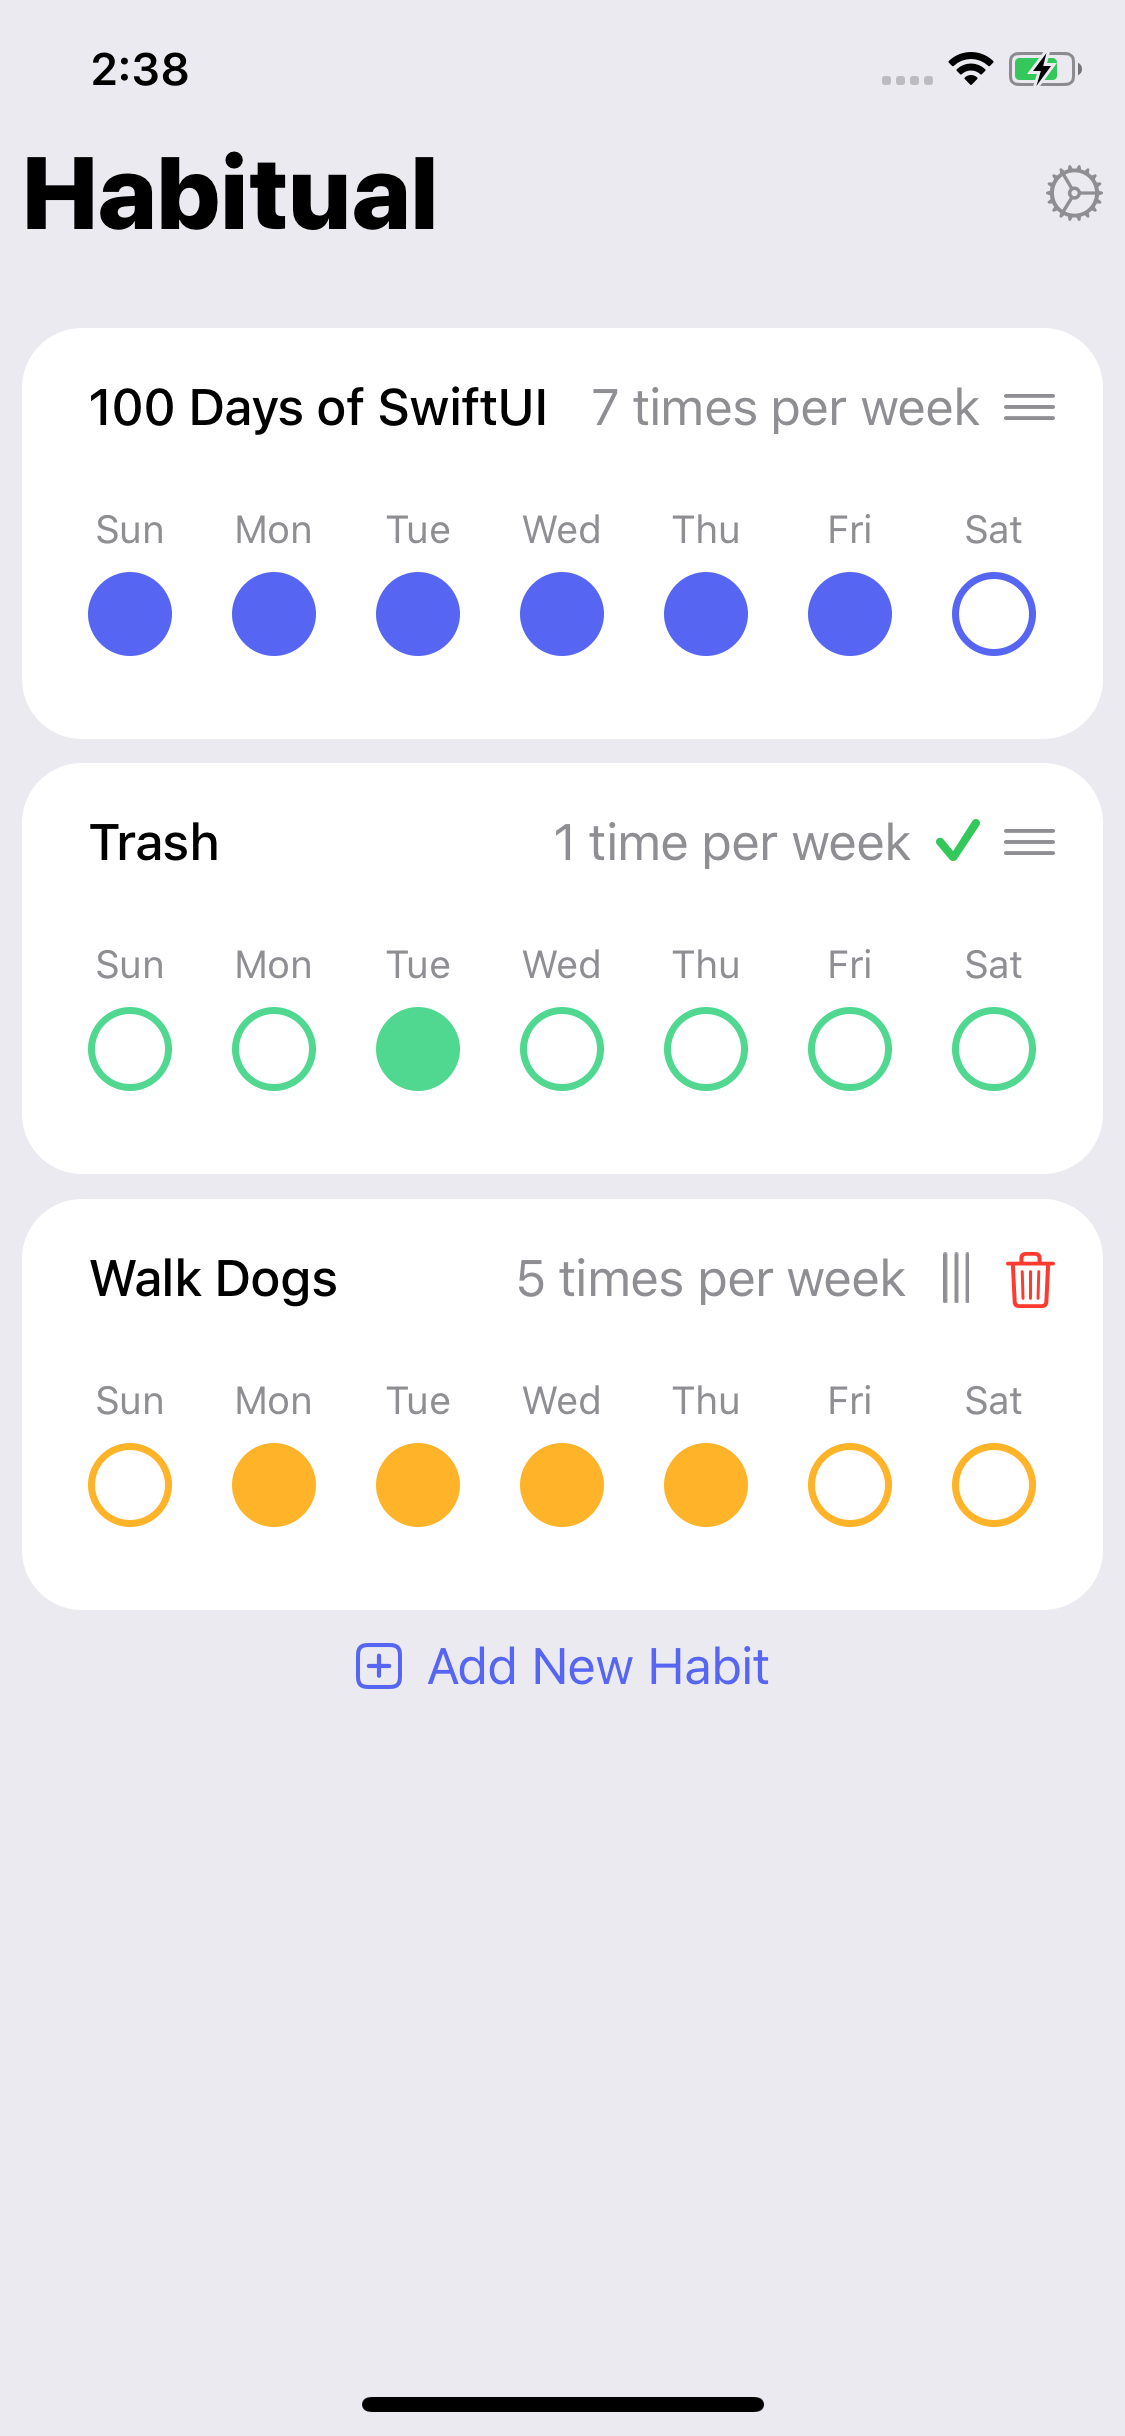 2:38
Habitual
100 Days of SwiftUI 7 times per week
Sun Mon Tue Wed Thu Fri Sat
Trash 1 time per week
Sun Mon Tue Wed Thu Fri Sat
Walk Dogs 5 times per week
Sun Mon Tue Wed Thu Fri Sat
Add New Habit